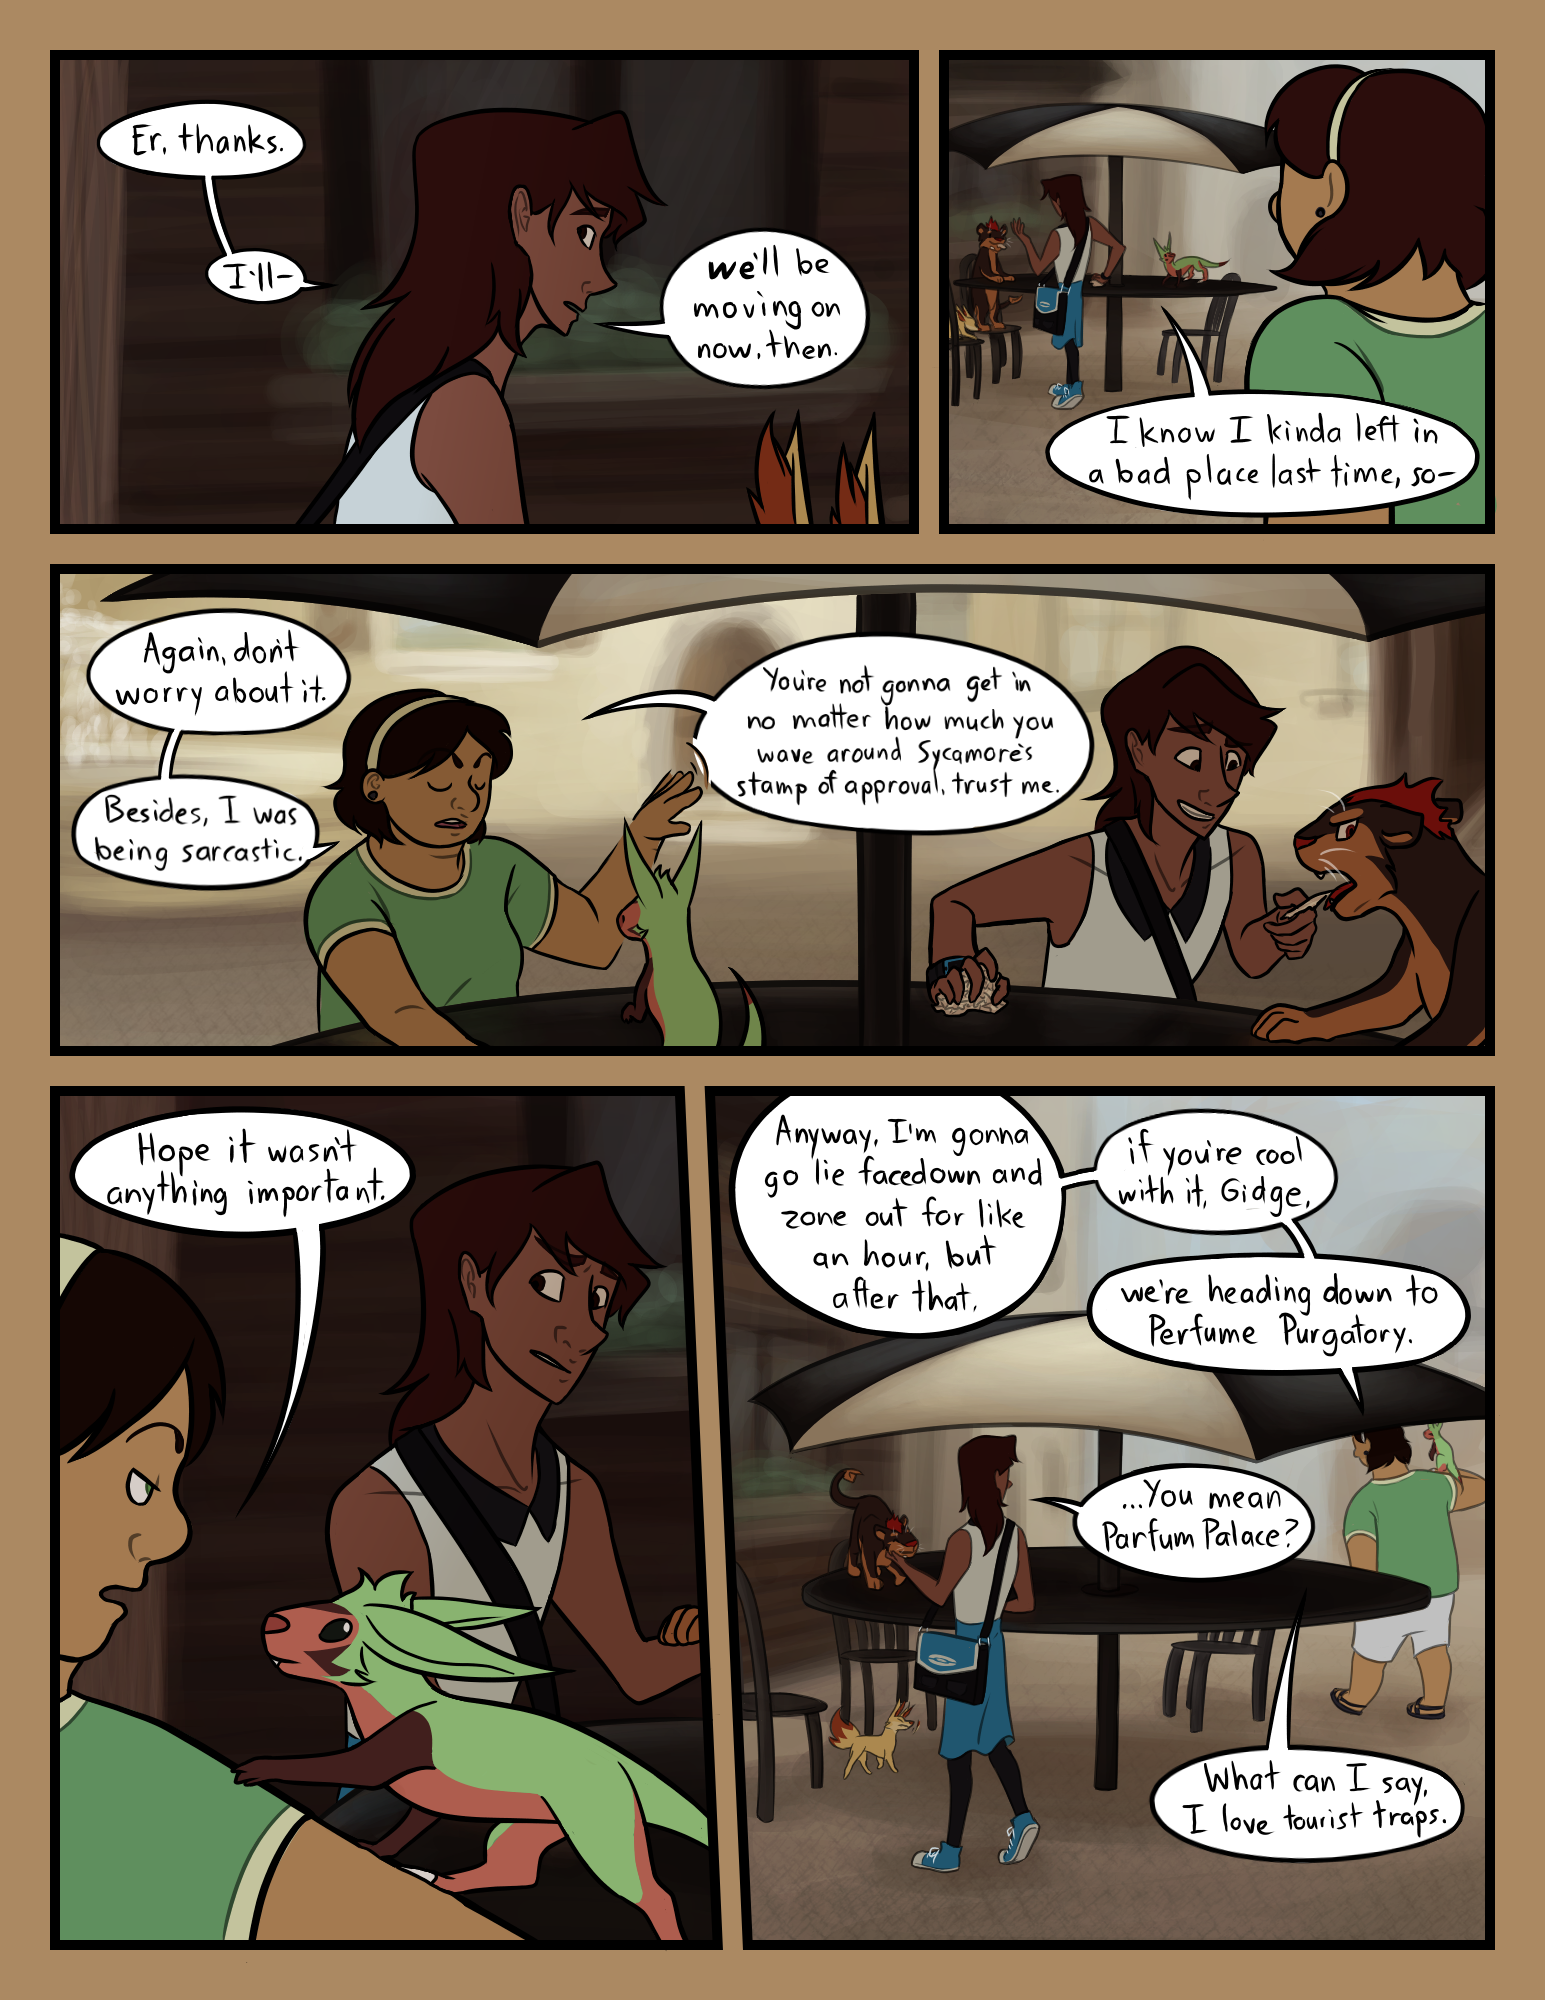 Er, thanks.
I'll—
we'll be
moving on
now, then.
I know I kinda left in
a bad place last time, so—
Again, don't
worry about it.
Besides, I was
being sarcastic.
You're not gonna get in
no matter how much you
wave around Sycamore's
stamp of approval, trust me.
Hope it wasn't
anything important.
Anyway, I'm gonna
go lie facedown and
zone out for like
an hour, but
after that,
if you're cool
with it, Gidge,
we're heading down to
Perfume Purgatory.
...You mean
Parfum Palace?
What can I say,
I love tourist traps.